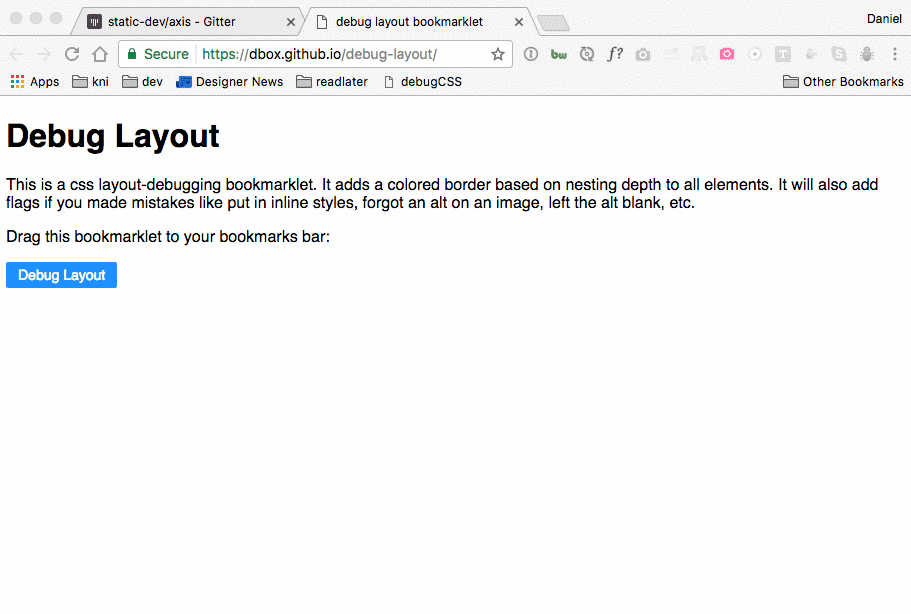 static-dev/axis - Gitter
debug layout bookmarklet
Daniel
Secure
https://dbox.github.io/debug-layout/
bw
f?
T
Apps
kni
dev
Designer News
readlater
debugCSS
Other Bookmarks
Debug Layout
This is a css layout-debugging bookmarklet. It adds a colored border based on nesting depth to all elements. It will also add
flags if you made mistakes like put in inline styles, forgot an alt on an image, left the alt blank, etc.
Drag this bookmarklet to your bookmarks bar:
Debug Layout